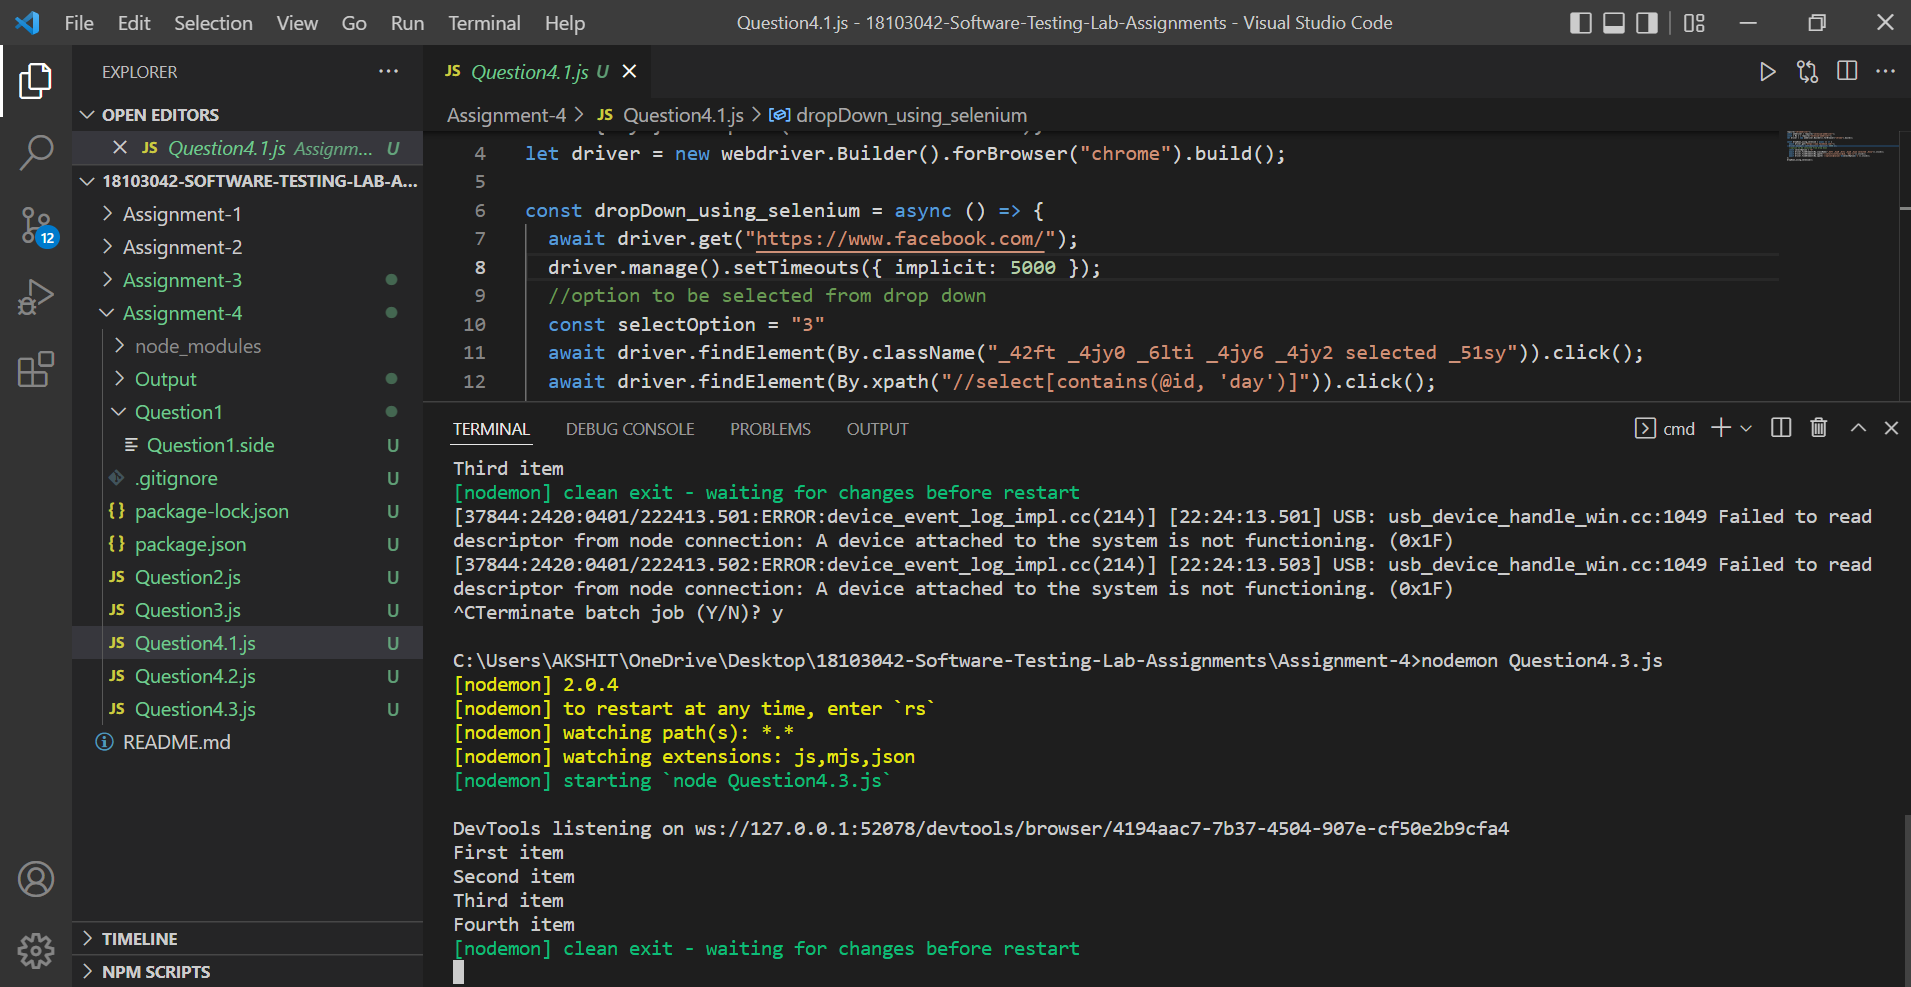 File Edit Selection View Go Run Terminal Help
Question4.1.js - 18103042-Software-Testing-Lab-Assignments - Visual Studio Code
EXPLORER
OPEN EDITORS
JS Question4.1.js Assignm... U
18103042-SOFTWARE-TESTING-LAB-A...
Assignment-1
Assignment-2
12
Assignment-3
Assignment-4
node_modules
Output
Question1
Question1.side U
.gitignore U
{} package-lock.json U
{} package.json U
JS Question2.js U
JS Question3.js U
JS Question4.1.js U
JS Question4.2.js U
JS Question4.3.js U
README.md
TIMELINE
NPM SCRIPTS
JS Question4.1.js U
Assignment-4 > JS Question4.1.js > dropDown_using_selenium
4 let driver = new webdriver.Builder().forBrowser("chrome").build();
5
6 const dropDown_using_selenium = async () => {
7 await driver.get("https://www.facebook.com/");
8 driver.manage().setTimeouts({ implicit: 5000 });
9 //option to be selected from drop down
10 const selectOption = "3"
11 await driver.findElement(By.className("_42ft _4jy0 _6lti _4jy6 _4jy2 selected _51sy")).click();
12 await driver.findElement(By.xpath("//select[contains(@id, 'day')]")).click();
TERMINAL DEBUG CONSOLE PROBLEMS OUTPUT
cmd
Third item
[nodemon] clean exit - waiting for changes before restart
[37844:2420:0401/222413.501:ERROR:device_event_log_impl.cc(214)] [22:24:13.501] USB: usb_device_handle_win.cc:1049 Failed to read
descriptor from node connection: A device attached to the system is not functioning. (0x1F)
[37844:2420:0401/222413.502:ERROR:device_event_log_impl.cc(214)] [22:24:13.503] USB: usb_device_handle_win.cc:1049 Failed to read
descriptor from node connection: A device attached to the system is not functioning. (0x1F)
^CTerminate batch job (Y/N)? y
C:\Users\AKSHIT\OneDrive\Desktop\18103042-Software-Testing-Lab-Assignments\Assignment-4>nodemon Question4.3.js
[nodemon] 2.0.4
[nodemon] to restart at any time, enter `rs`
[nodemon] watching path(s): *.*
[nodemon] watching extensions: js,mjs,json
[nodemon] starting `node Question4.3.js`
DevTools listening on ws://127.0.0.1:52078/devtools/browser/4194aac7-7b37-4504-907e-cf50e2b9cfa4
First item
Second item
Third item
Fourth item
[nodemon] clean exit - waiting for changes before restart